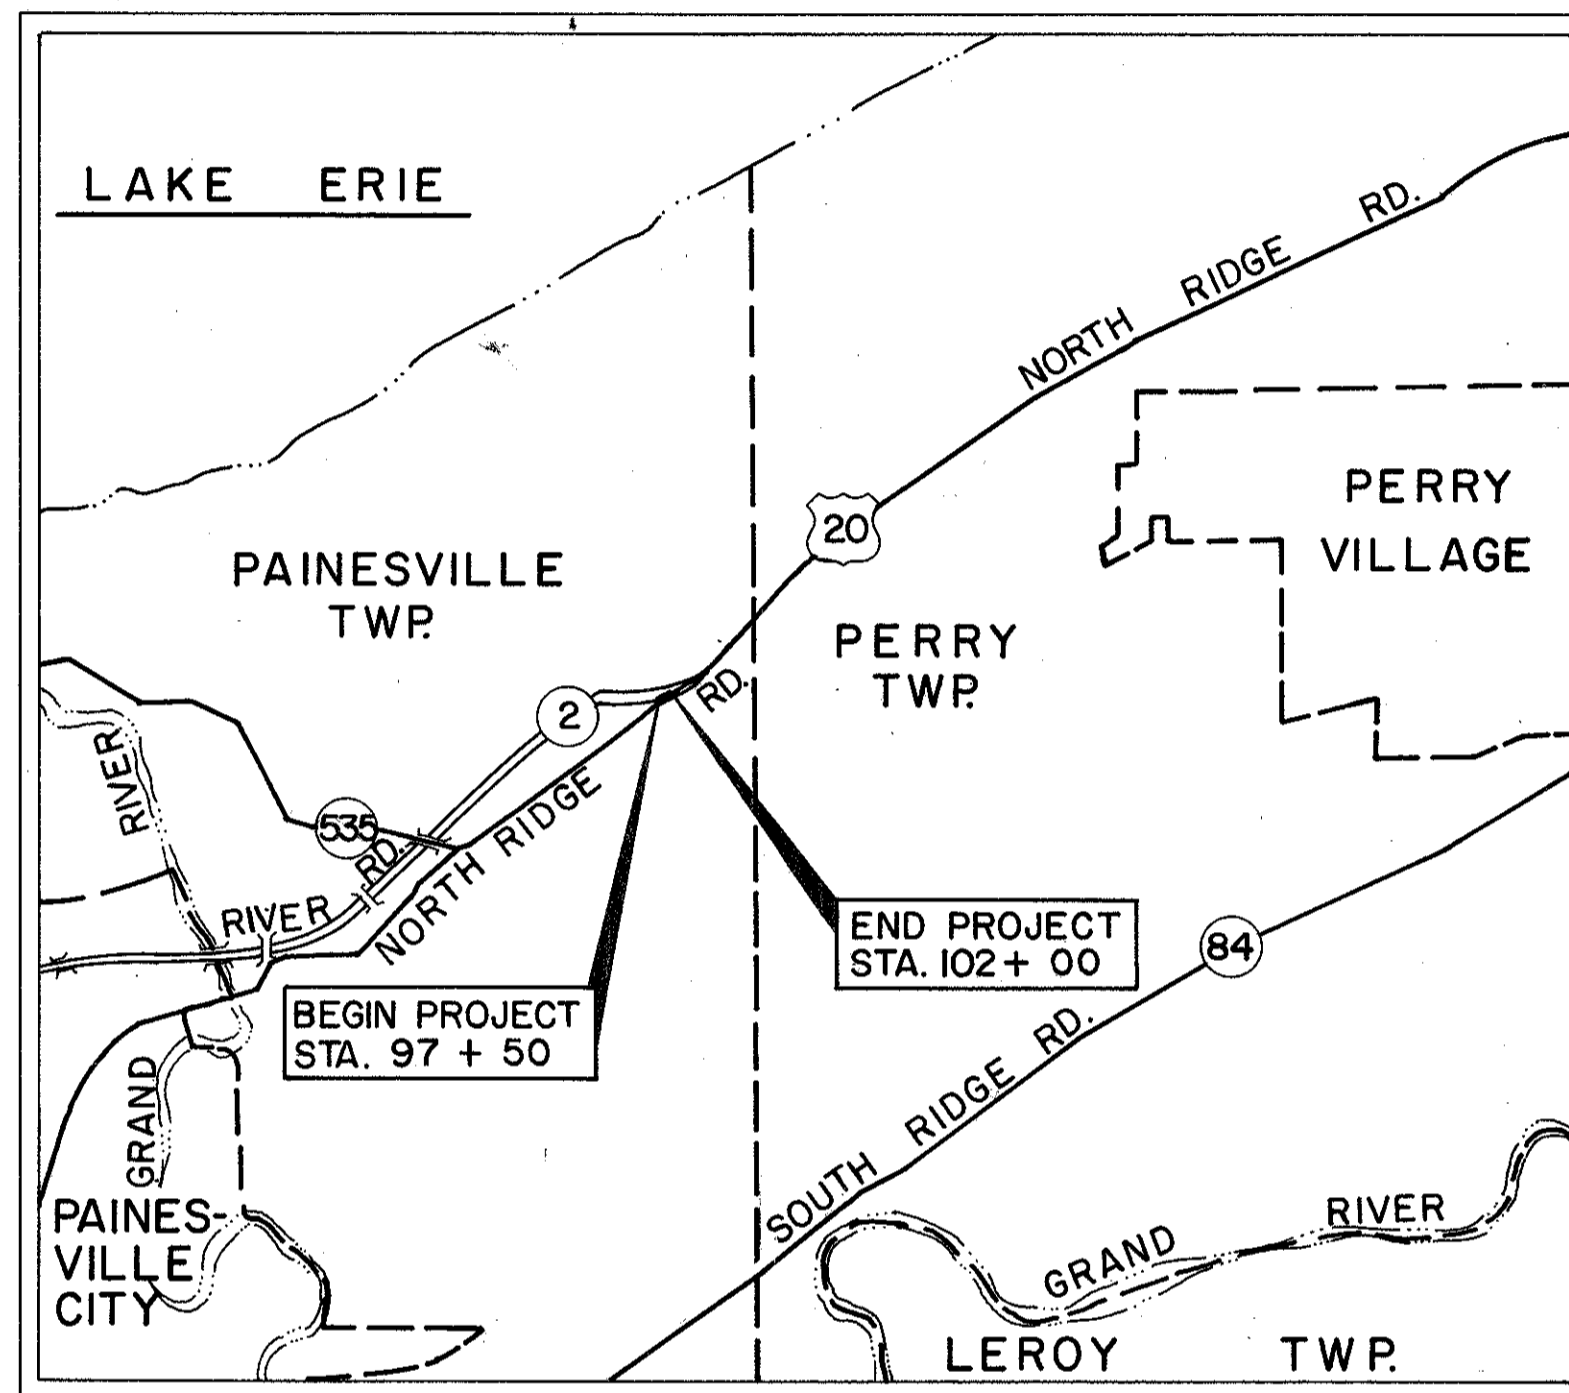 LAKE ERIE
NORTH RIDGE RD.
20
PERRY
VILLAGE
PAINESVILLE
TWP.
PERRY
TWP.
RD.
2
RIVER
535
RD.
NORTH RIDGE
RIVER
END PROJECT
STA. 102 + 00
84
BEGIN PROJECT
STA. 97 + 50
GRAND
SOUTH RIDGE RD.
PAINES-
VILLE
CITY
GRAND RIVER
LEROY TWP.